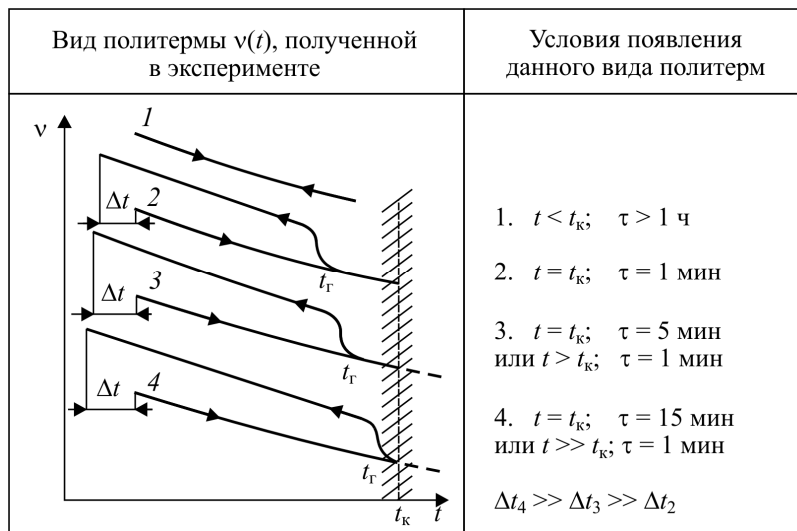 Вид политермы ν(t), полученной
в эксперименте
Условия появления
данного вида политерм
ν
1
Δt
2
tг
Δt
3
tг
Δt
4
tг
tк
t
1. t < tк; τ > 1 ч
2. t = tк; τ = 1 мин
3. t = tк; τ = 5 мин
или t > tк; τ = 1 мин
4. t = tк; τ = 15 мин
или t >> tк; τ = 1 мин
Δt4 >> Δt3 >> Δt2